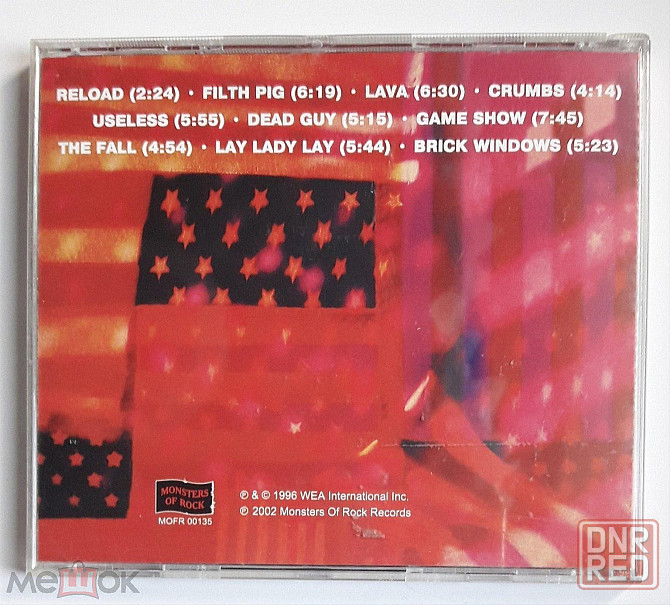 RELOAD (2:24) • FILTH PIG (6:19) • LAVA (6:30) • CRUMBS (4:14)
USELESS (5:55) • DEAD GUY (5:15) • GAME SHOW (7:45)
THE FALL (4:54) • LAY LADY LAY (5:44) • BRICK WINDOWS (5:23)
MONSTERS
OF ROCK
MOFR 00135
℗ & © 1996 WEA International Inc.
℗ 2002 Monsters Of Rock Records
DNR
RED
Мешок